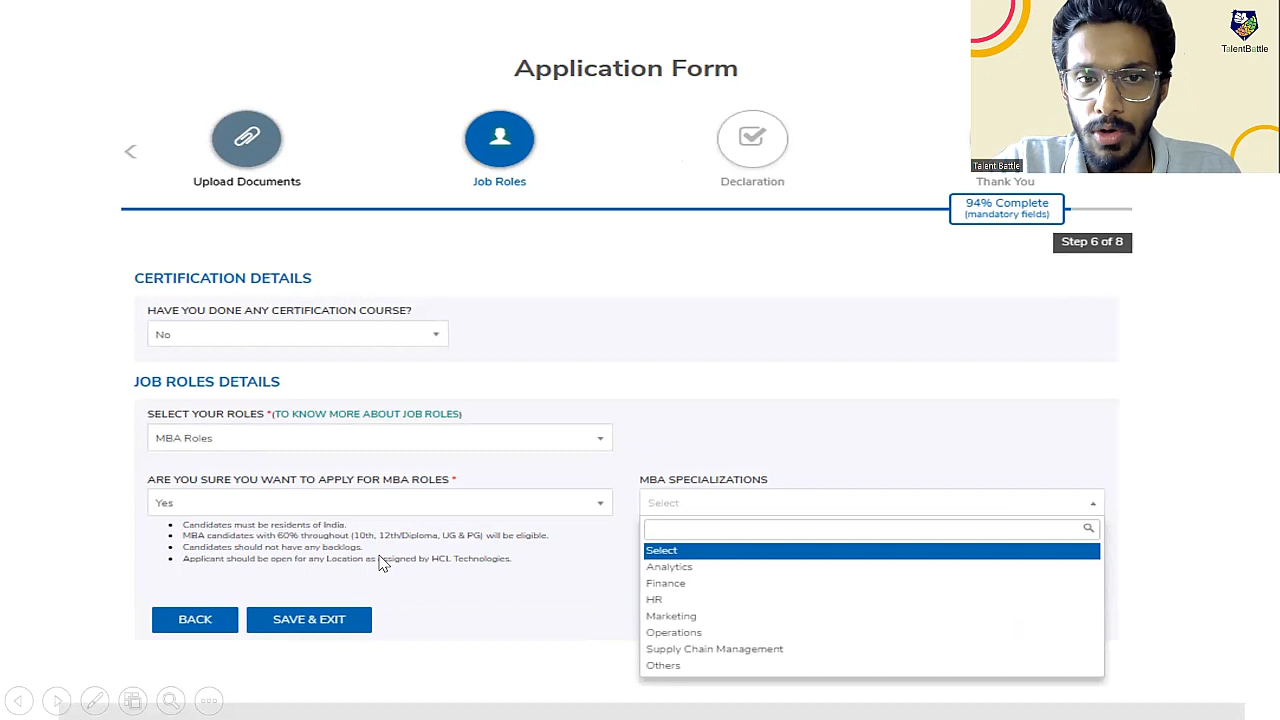 TalentBattle
Talent Battle
Application Form
Upload Documents
Job Roles
Declaration
Thank You
94% Complete
(mandatory fields)
Step 6 of 8
CERTIFICATION DETAILS
HAVE YOU DONE ANY CERTIFICATION COURSE?
No
JOB ROLES DETAILS
SELECT YOUR ROLES *(TO KNOW MORE ABOUT JOB ROLES)
MBA Roles
ARE YOU SURE YOU WANT TO APPLY FOR MBA ROLES *
Yes
• Candidates must be residents of India.
• MBA candidates with 60% throughout (10th, 12th/Diploma, UG & PG) will be eligible.
• Candidates should not have any backlogs.
• Applicant should be open for any Location as assigned by HCL Technologies.
MBA SPECIALIZATIONS
Select
Select
Analytics
Finance
HR
Marketing
Operations
Supply Chain Management
Others
BACK
SAVE & EXIT